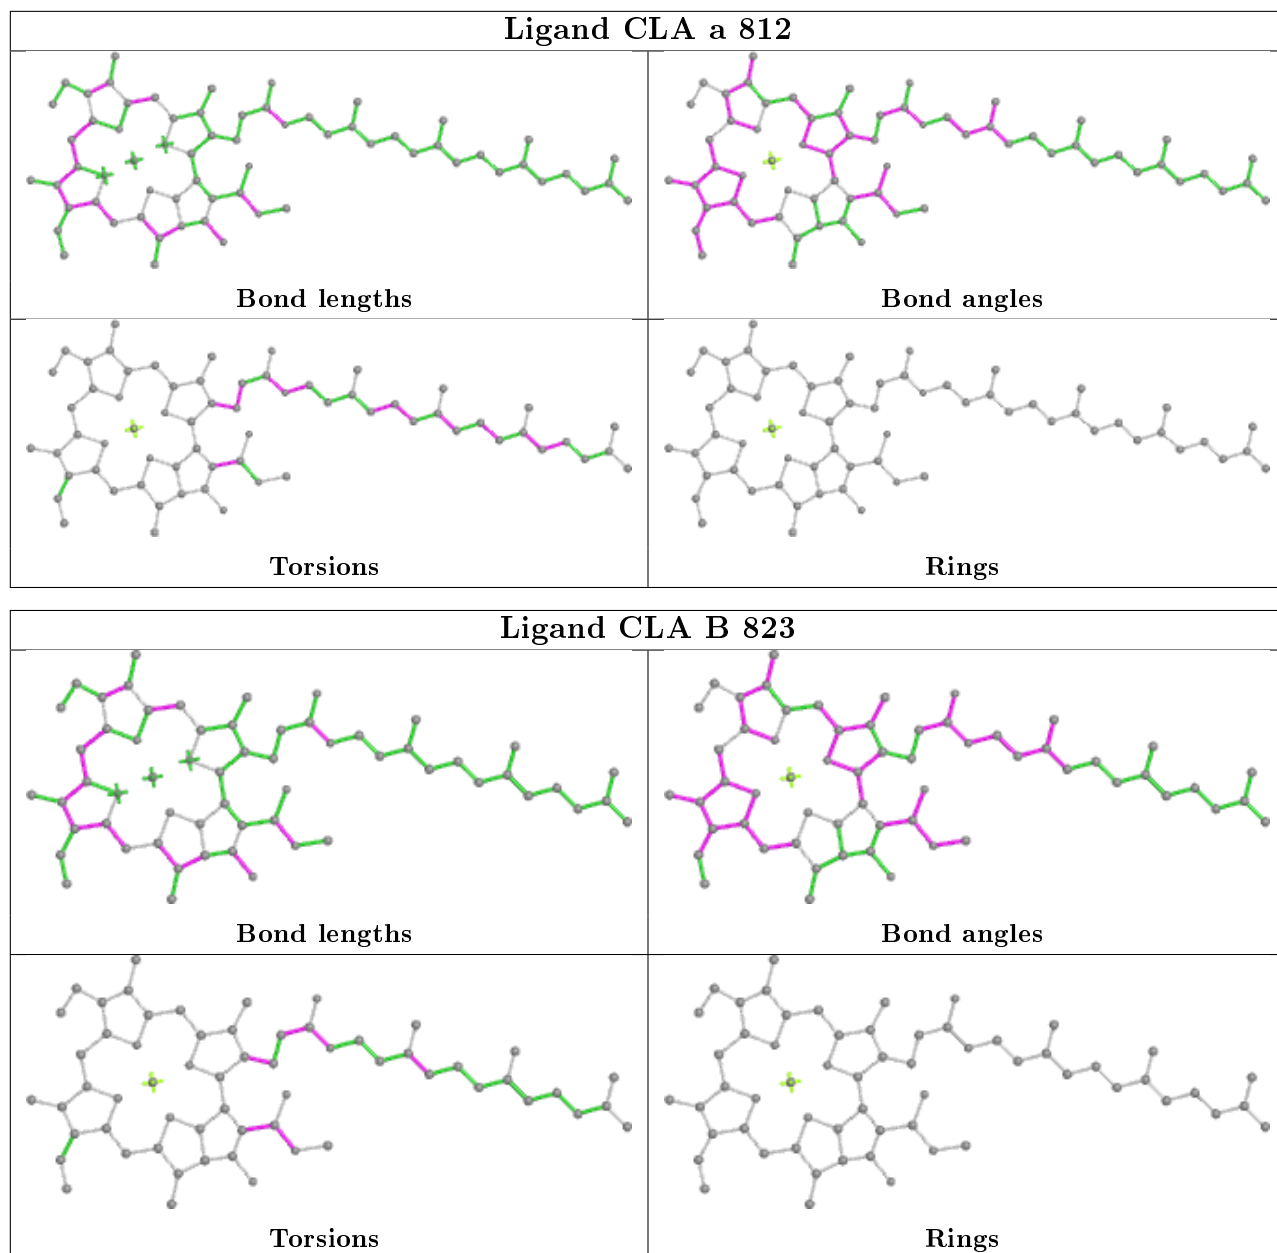 Ligand CLA a 812
Bond lengths
Bond angles
Torsions
Rings
Ligand CLA B 823
Bond lengths
Bond angles
Torsions
Rings